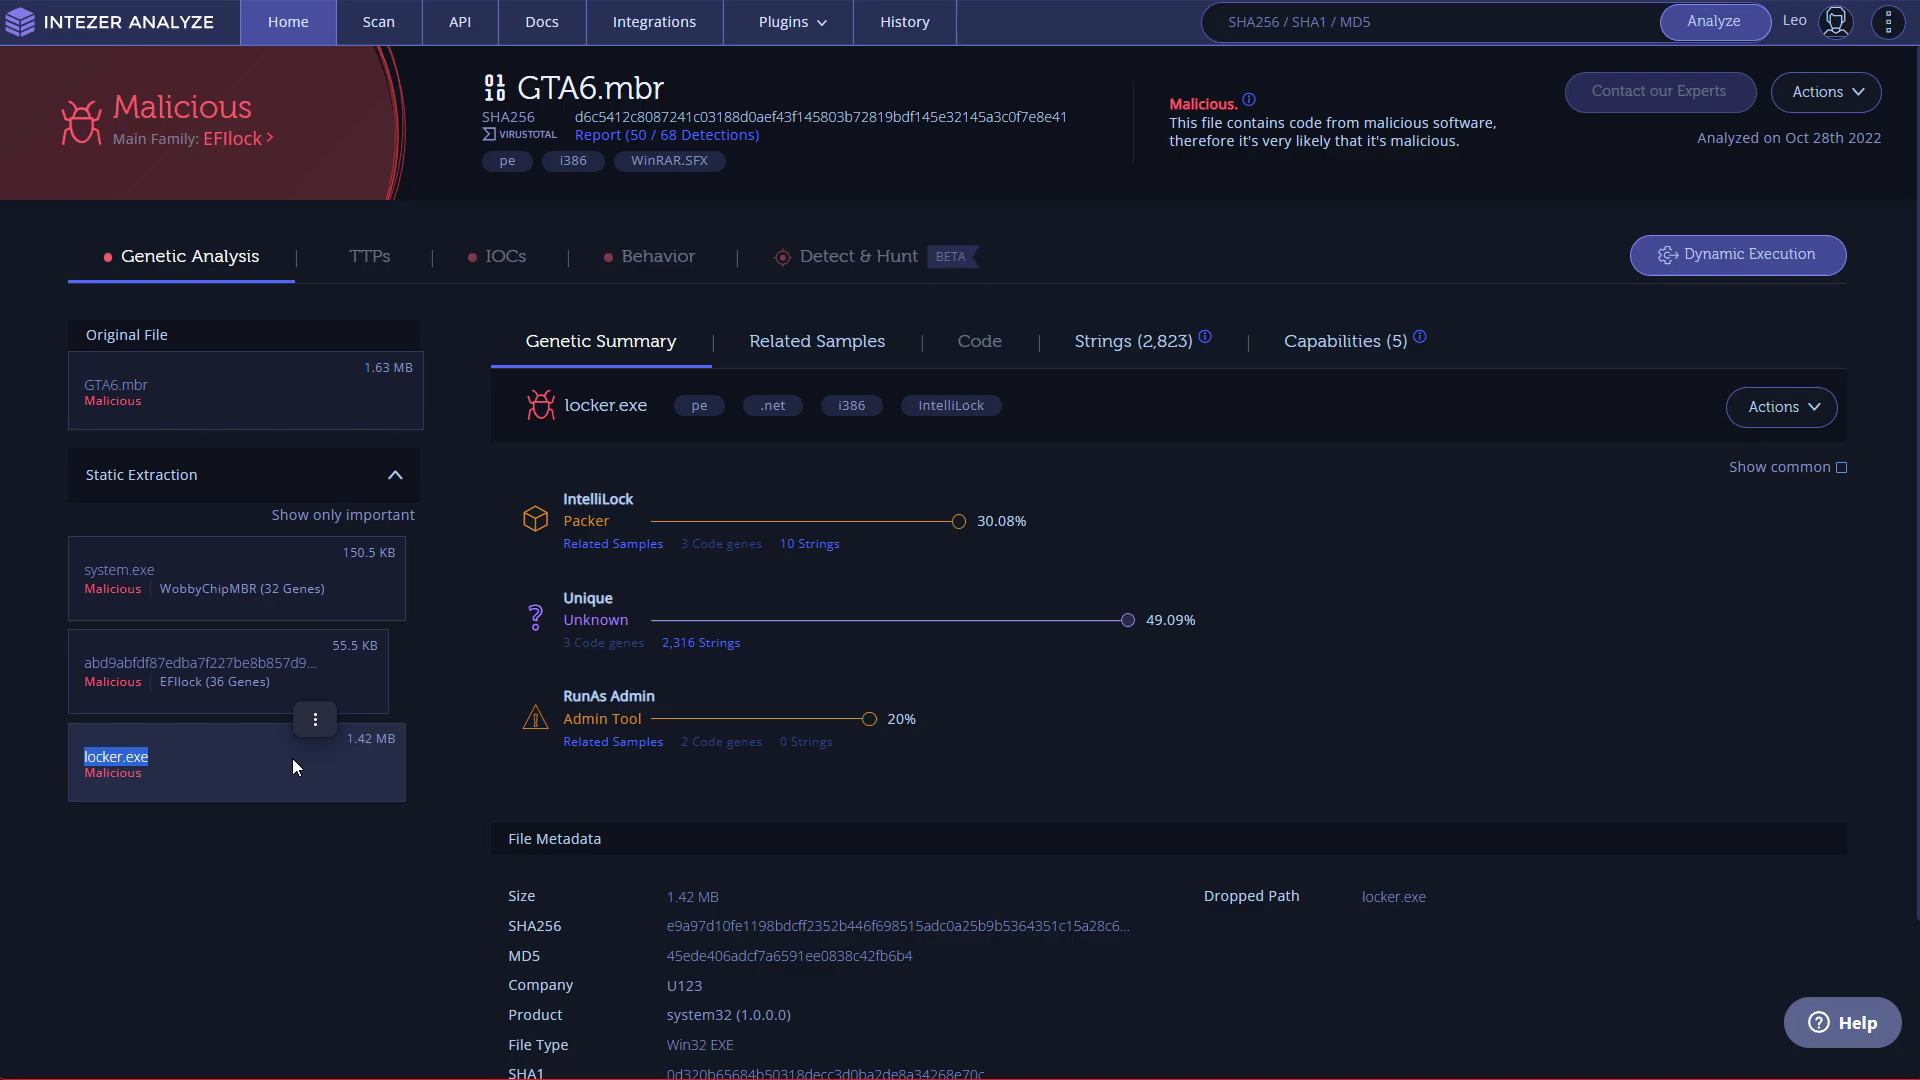 INTEZER ANALYZE
Home
Scan
API
Docs
Integrations
Plugins
History
SHA256 / SHA1 / MD5
Analyze
Leo
Malicious
Main Family: EFIlock >
01
10
GTA6.mbr
SHA256 d6c5412c8087241c03188d0aef43f145803b72819bdf145e32145a3c0f7e8e41
VIRUSTOTAL Report (50 / 68 Detections)
pe i386 WinRAR.SFX
Malicious.
This file contains code from malicious software,
therefore it's very likely that it's malicious.
Contact our Experts
Actions
Analyzed on Oct 28th 2022
Genetic Analysis
TTPs
IOCs
Behavior
Detect & Hunt BETA
Dynamic Execution
Original File
1.63 MB
GTA6.mbr
Malicious
Static Extraction
Show only important
150.5 KB
system.exe
Malicious WobbyChipMBR (32 Genes)
55.5 KB
abd9abfdf87edba7f227be8b857d9...
Malicious EFIlock (36 Genes)
1.42 MB
locker.exe
Malicious
Genetic Summary
Related Samples
Code
Strings (2,823)
Capabilities (5)
locker.exe pe .net i386 IntelliLock
Actions
Show common
IntelliLock
Packer 30.08%
Related Samples 3 Code genes 10 Strings
Unique
Unknown 49.09%
3 Code genes 2,316 Strings
RunAs Admin
Admin Tool 20%
Related Samples 2 Code genes 0 Strings
File Metadata
Size 1.42 MB
Dropped Path locker.exe
SHA256 e9a97d10fe1198bdcff2352b446f698515adc0a25b9b5364351c15a28c6...
MD5 45ede406adcf7a6591ee0838c42fb6b4
Company U123
Product system32 (1.0.0.0)
File Type Win32 EXE
SHA1 0d320b65684b50318decc3d0ba2de8a34268e70c
Help